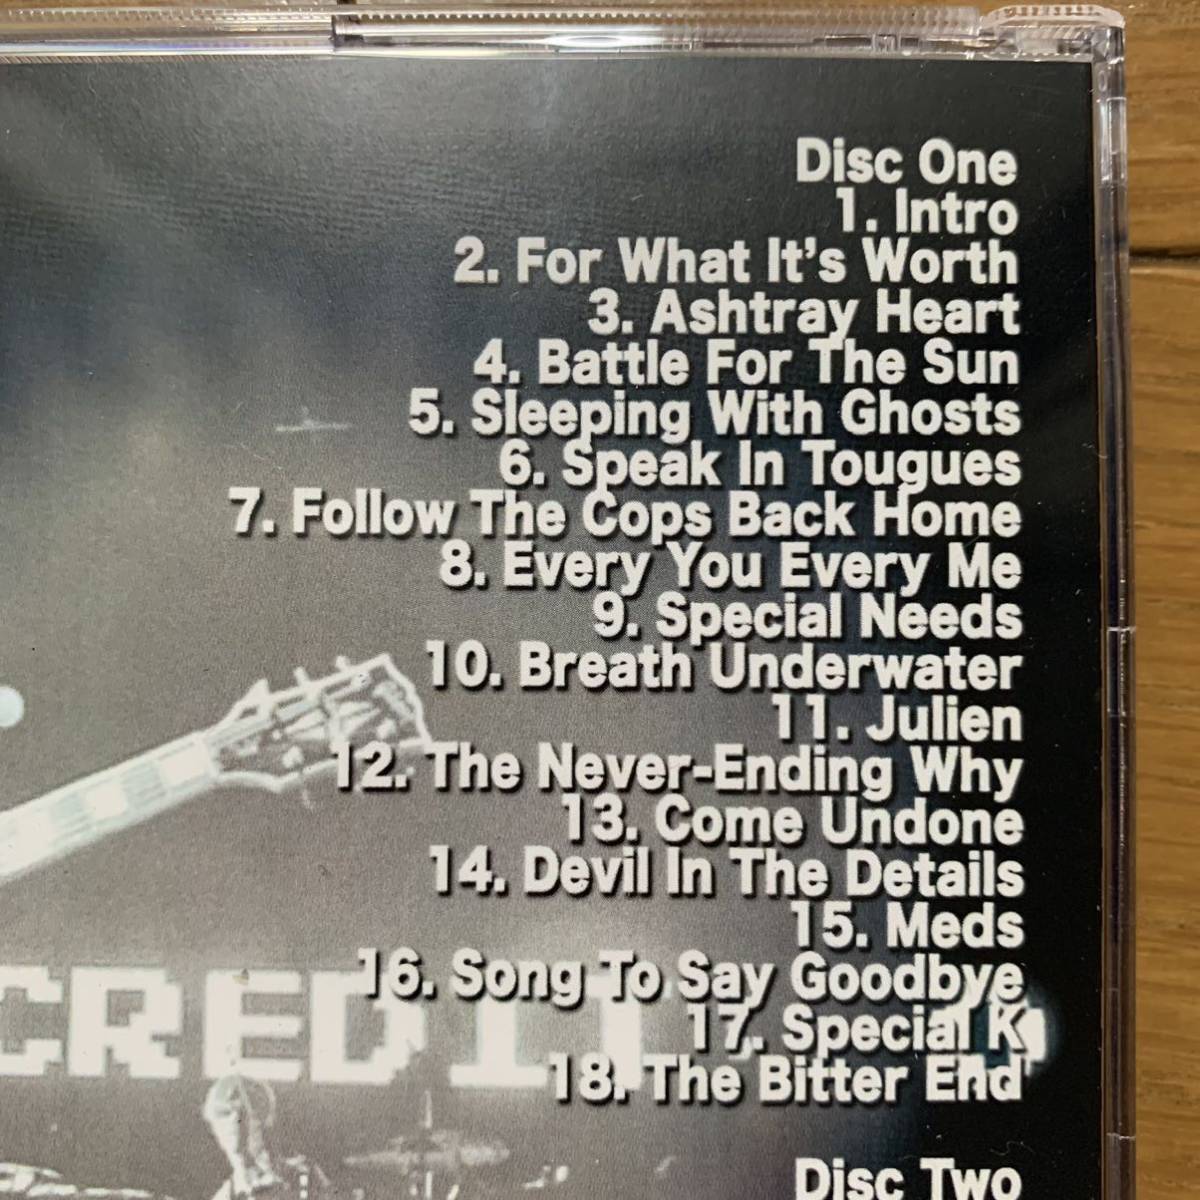 Disc One
1. Intro
2. For What It's Worth
3. Ashtray Heart
4. Battle For The Sun
5. Sleeping With Ghosts
6. Speak In Tougues
7. Follow The Cops Back Home
8. Every You Every Me
9. Special Needs
10. Breath Underwater
11. Julien
12. The Never-Ending Why
13. Come Undone
14. Devil In The Details
15. Meds
16. Song To Say Goodbye
CREDIT
17. Special K
18. The Bitter End
Disc Two